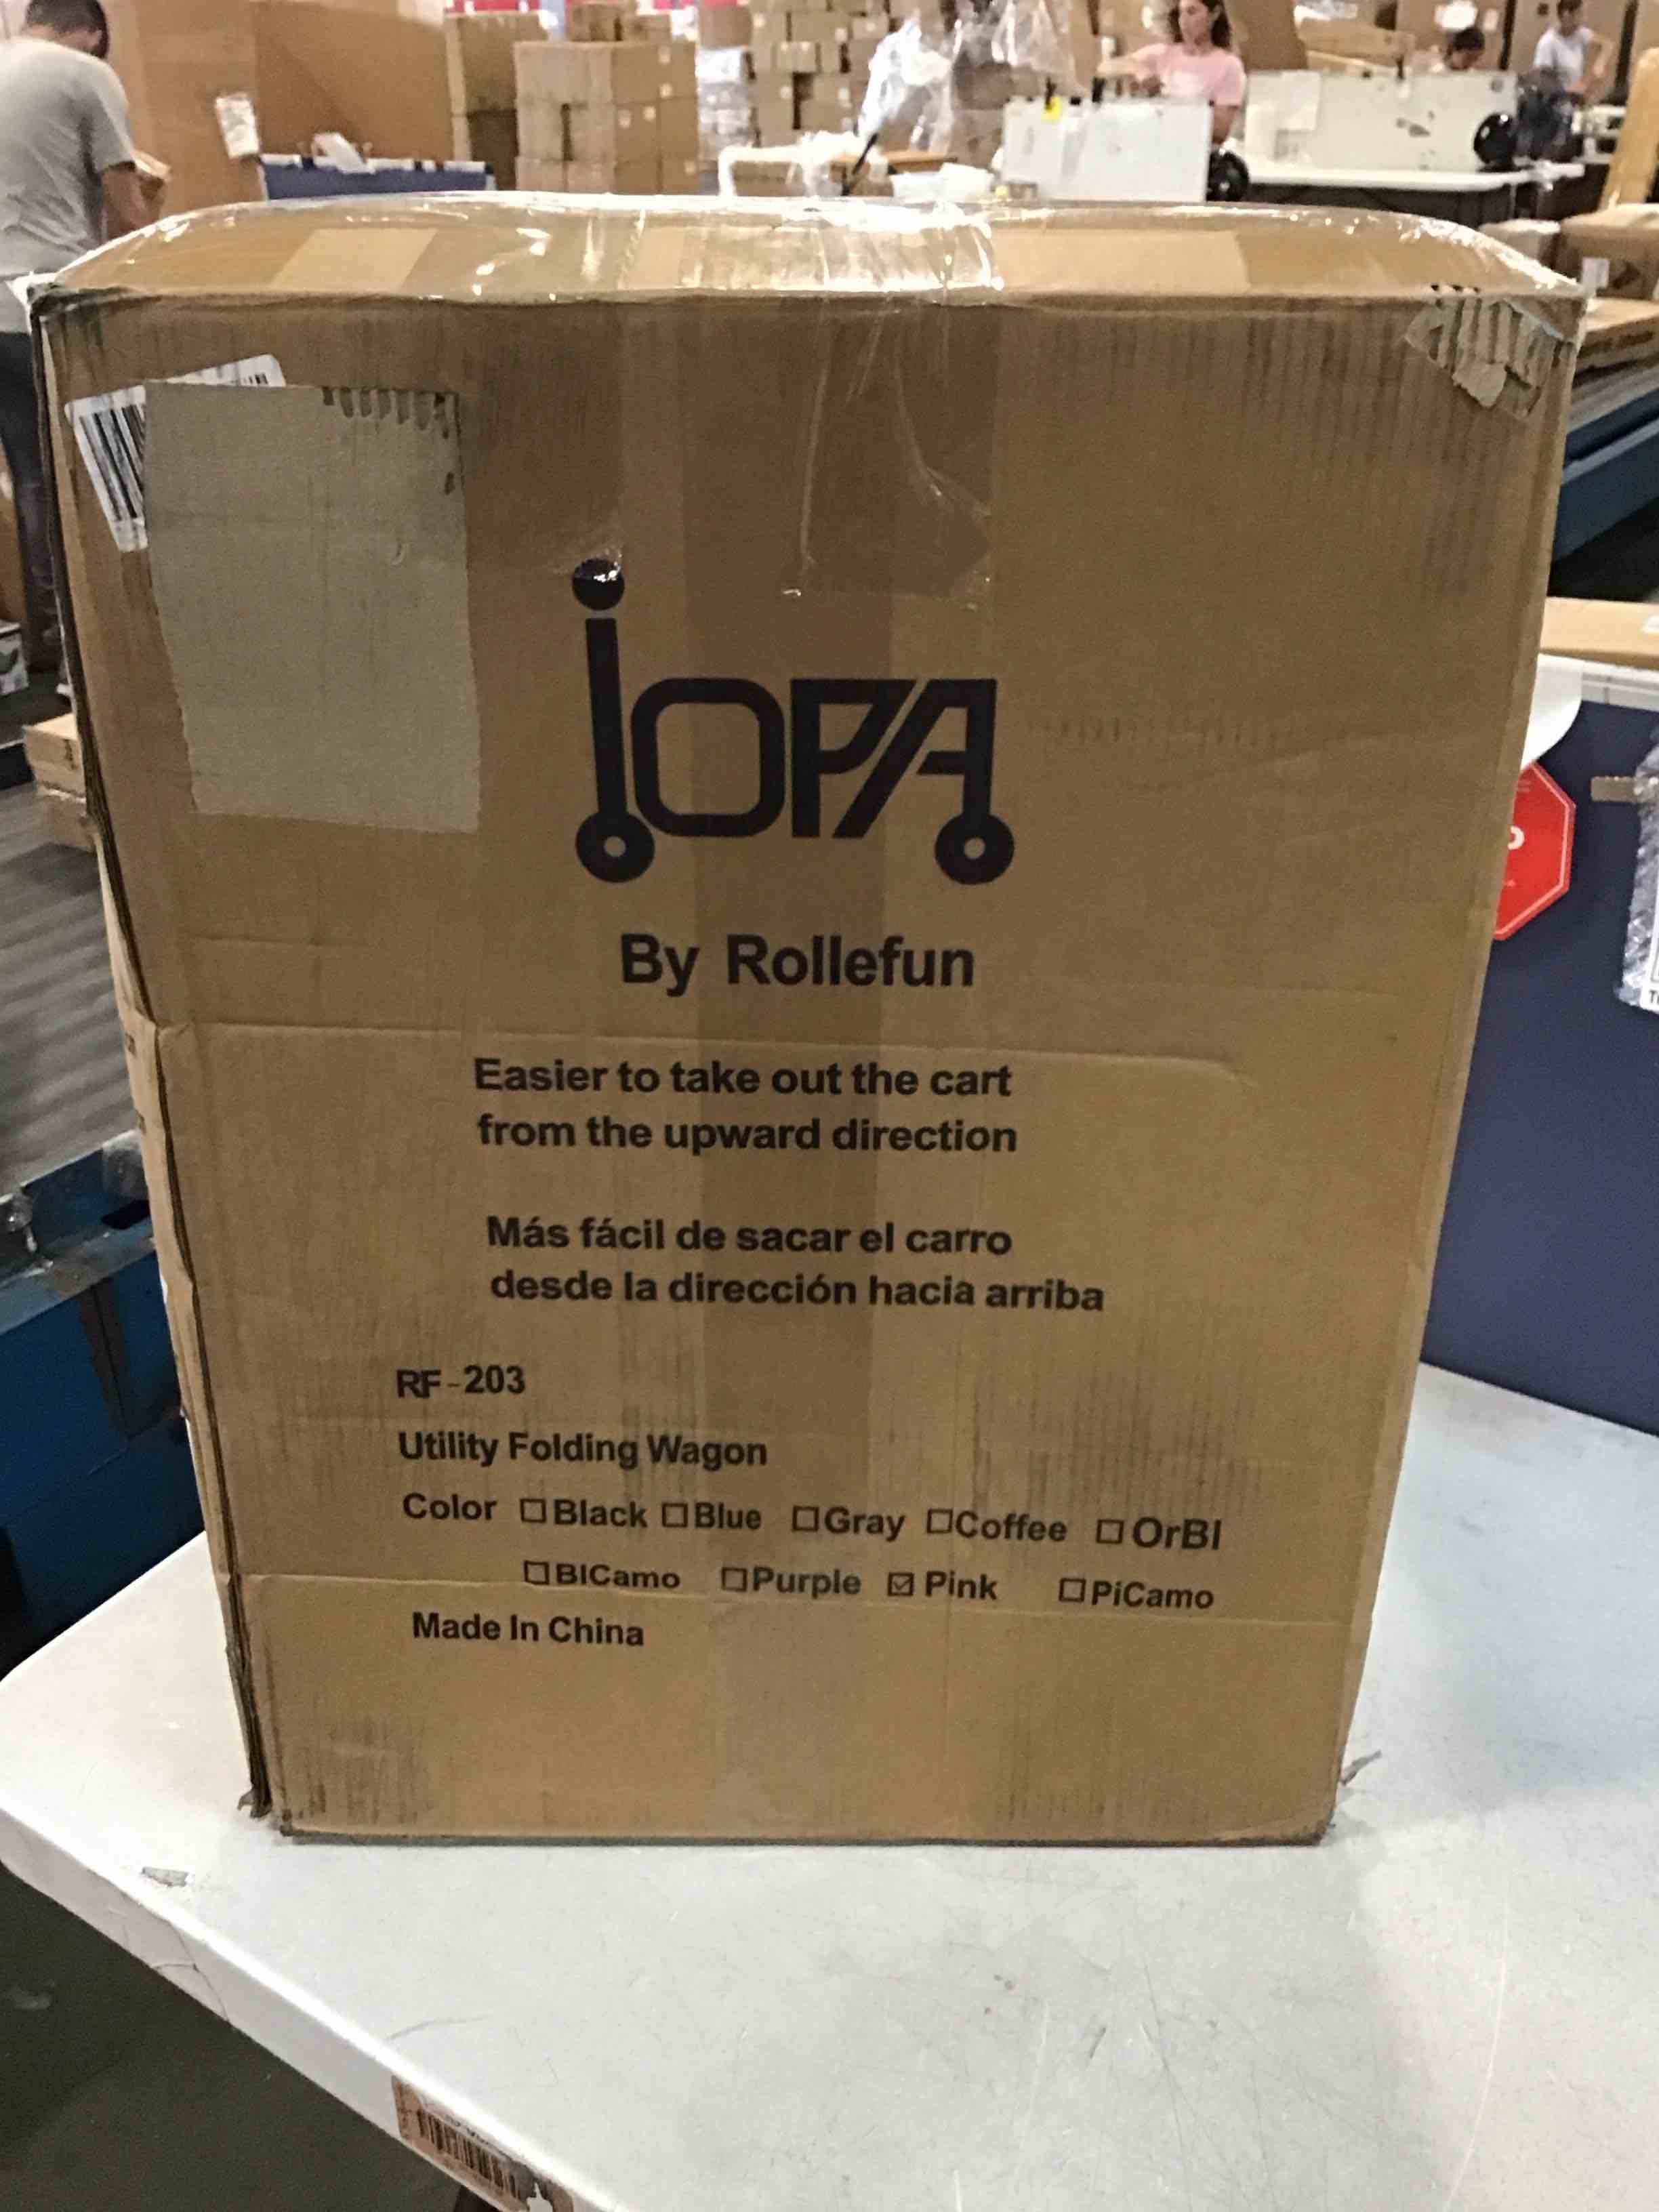 iOPA
By Rollefun
Easier to take out the cart
from the upward direction
Más fácil de sacar el carro
desde la dirección hacia arriba
RF-203
Utility Folding Wagon
Color ☐Black ☐Blue ☐Gray ☐Coffee ☐OrBl
☐BlCamo ☐Purple ☑Pink ☐PiCamo
Made In China